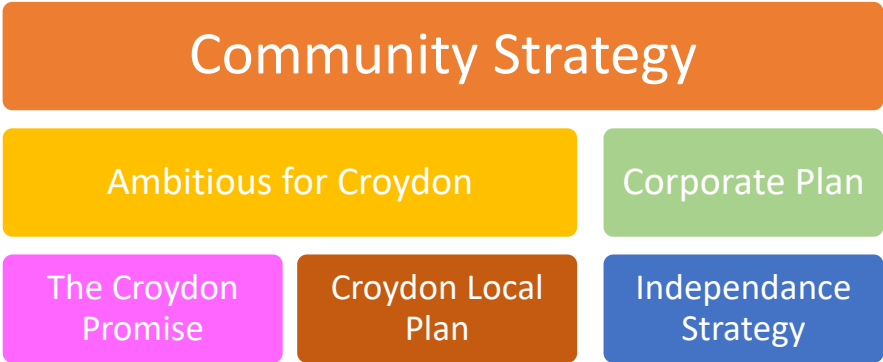 Community Strategy
Ambitious for Croydon
Corporate Plan
The Croydon
Promise
Croydon Local
Plan
Independance
Strategy